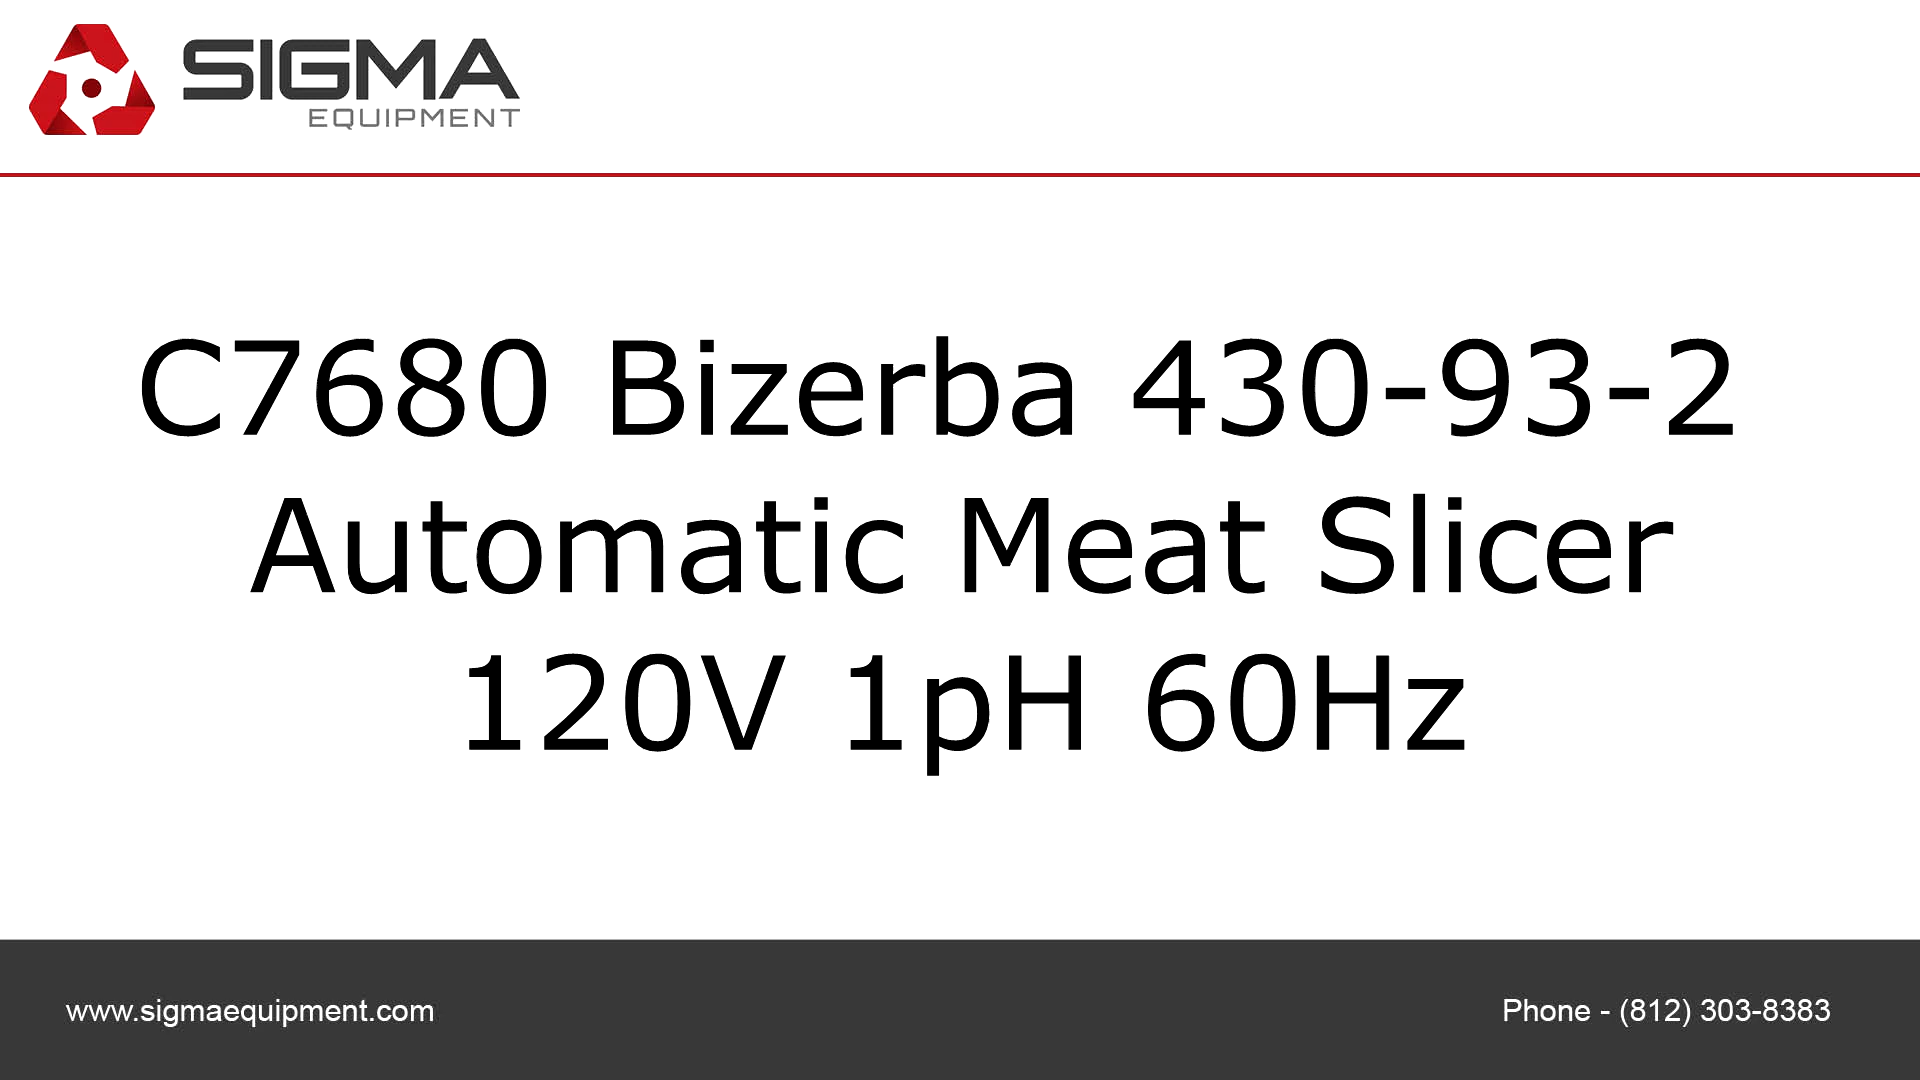 SIGMA
EQUIPMENT
C7680 Bizerba 430-93-2
Automatic Meat Slicer
120V 1pH 60Hz
www.sigmaequipment.com
Phone - (812) 303-8383